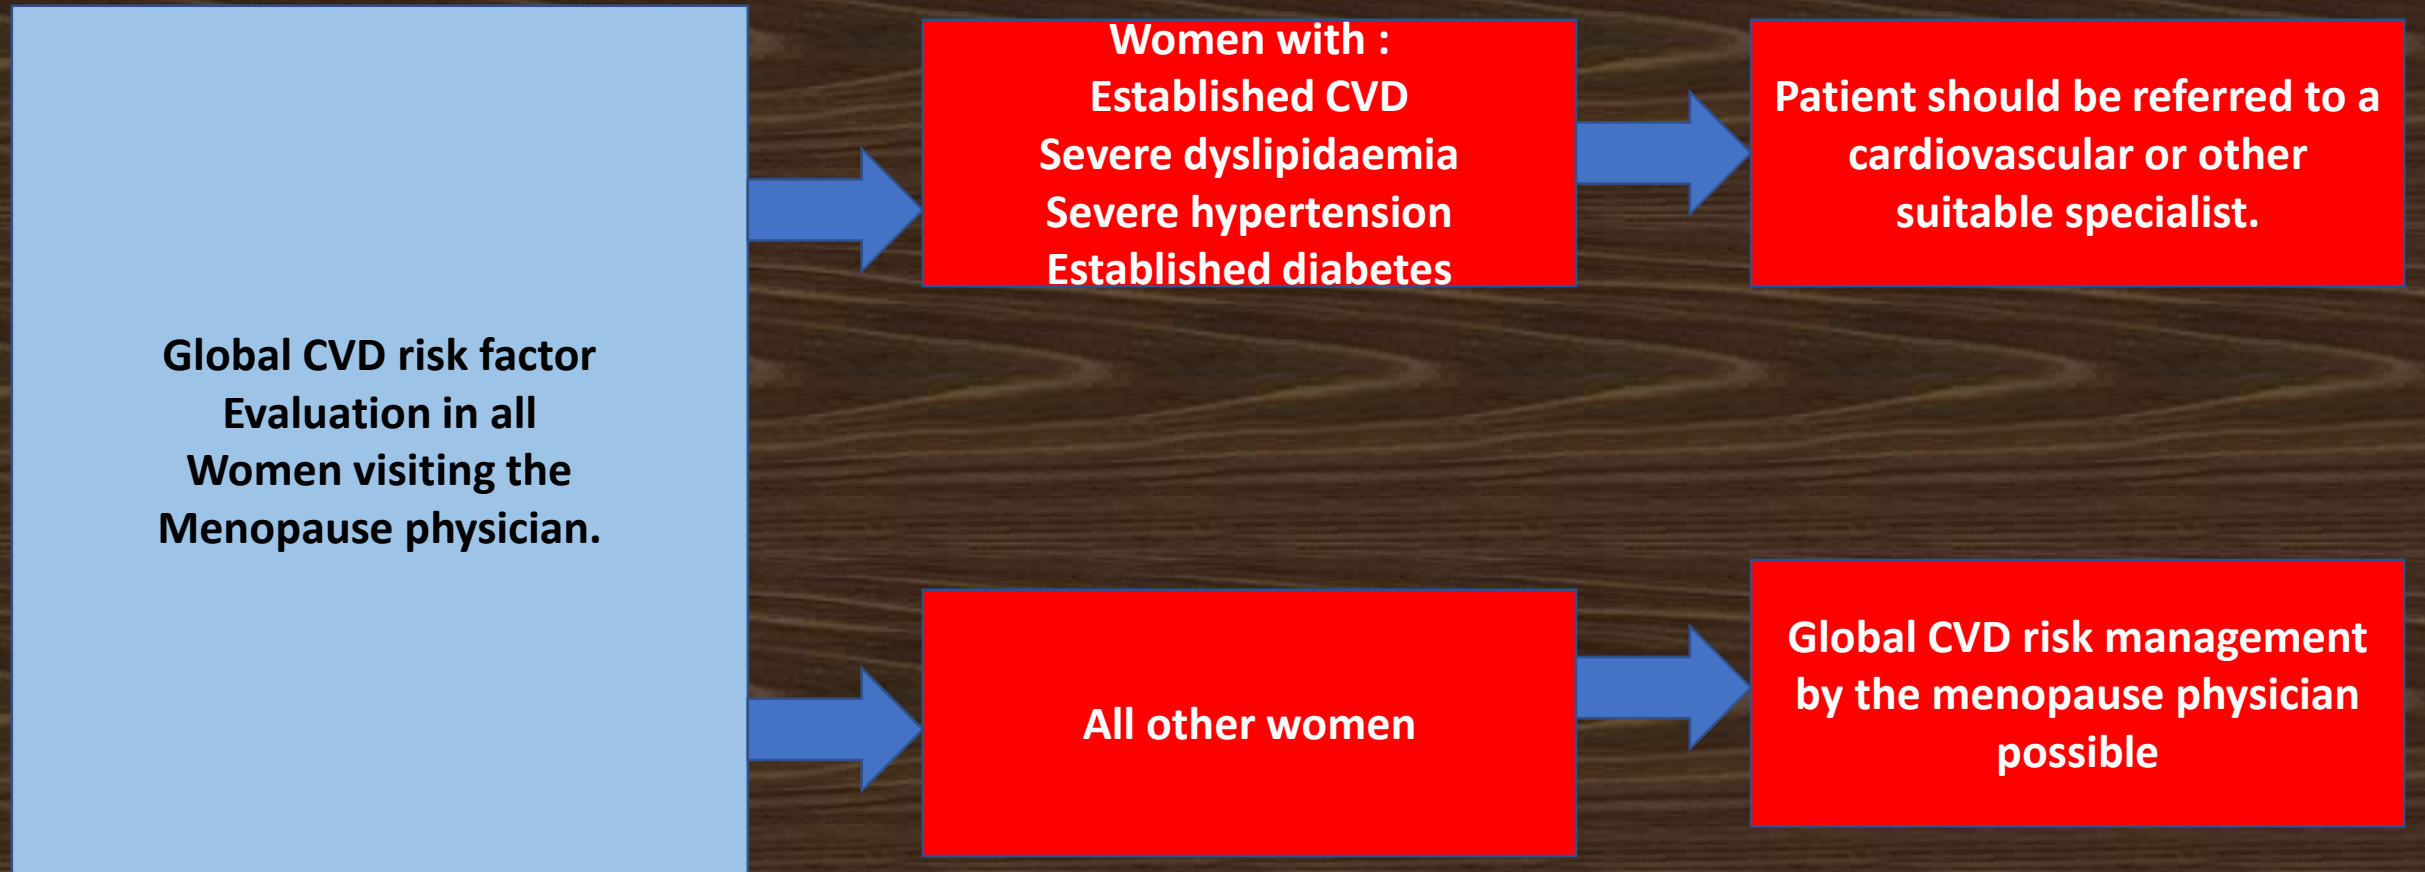 Global CVD risk factor
Evaluation in all
Women visiting the
Menopause physician.
Women with :
Established CVD
Severe dyslipidaemia
Severe hypertension
Established diabetes
Patient should be referred to a
cardiovascular or other
suitable specialist.
All other women
Global CVD risk management
by the menopause physician
possible